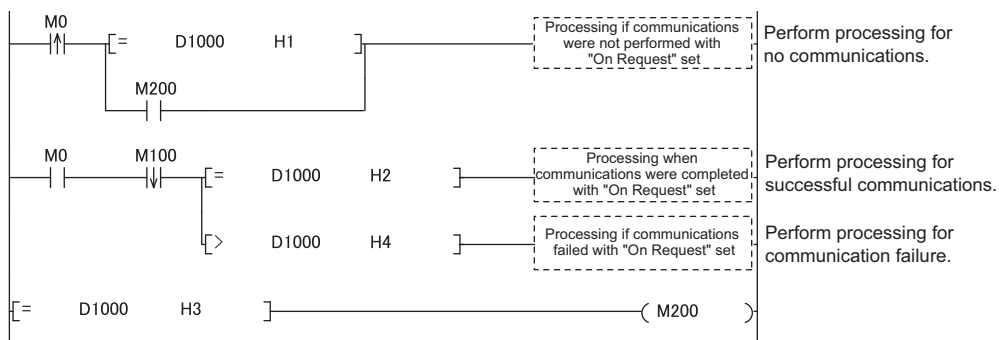 M0
[= D1000 H1 ]
Processing if communications
were not performed with
"On Request" set
Perform processing for
no communications.
M200
M0 M100
[= D1000 H2 ]
Processing when
communications were completed
with "On Request" set
Perform processing for
successful communications.
[> D1000 H4 ]
Processing if communications
failed with "On Request" set
Perform processing for
communication failure.
[= D1000 H3 ]
( M200 )